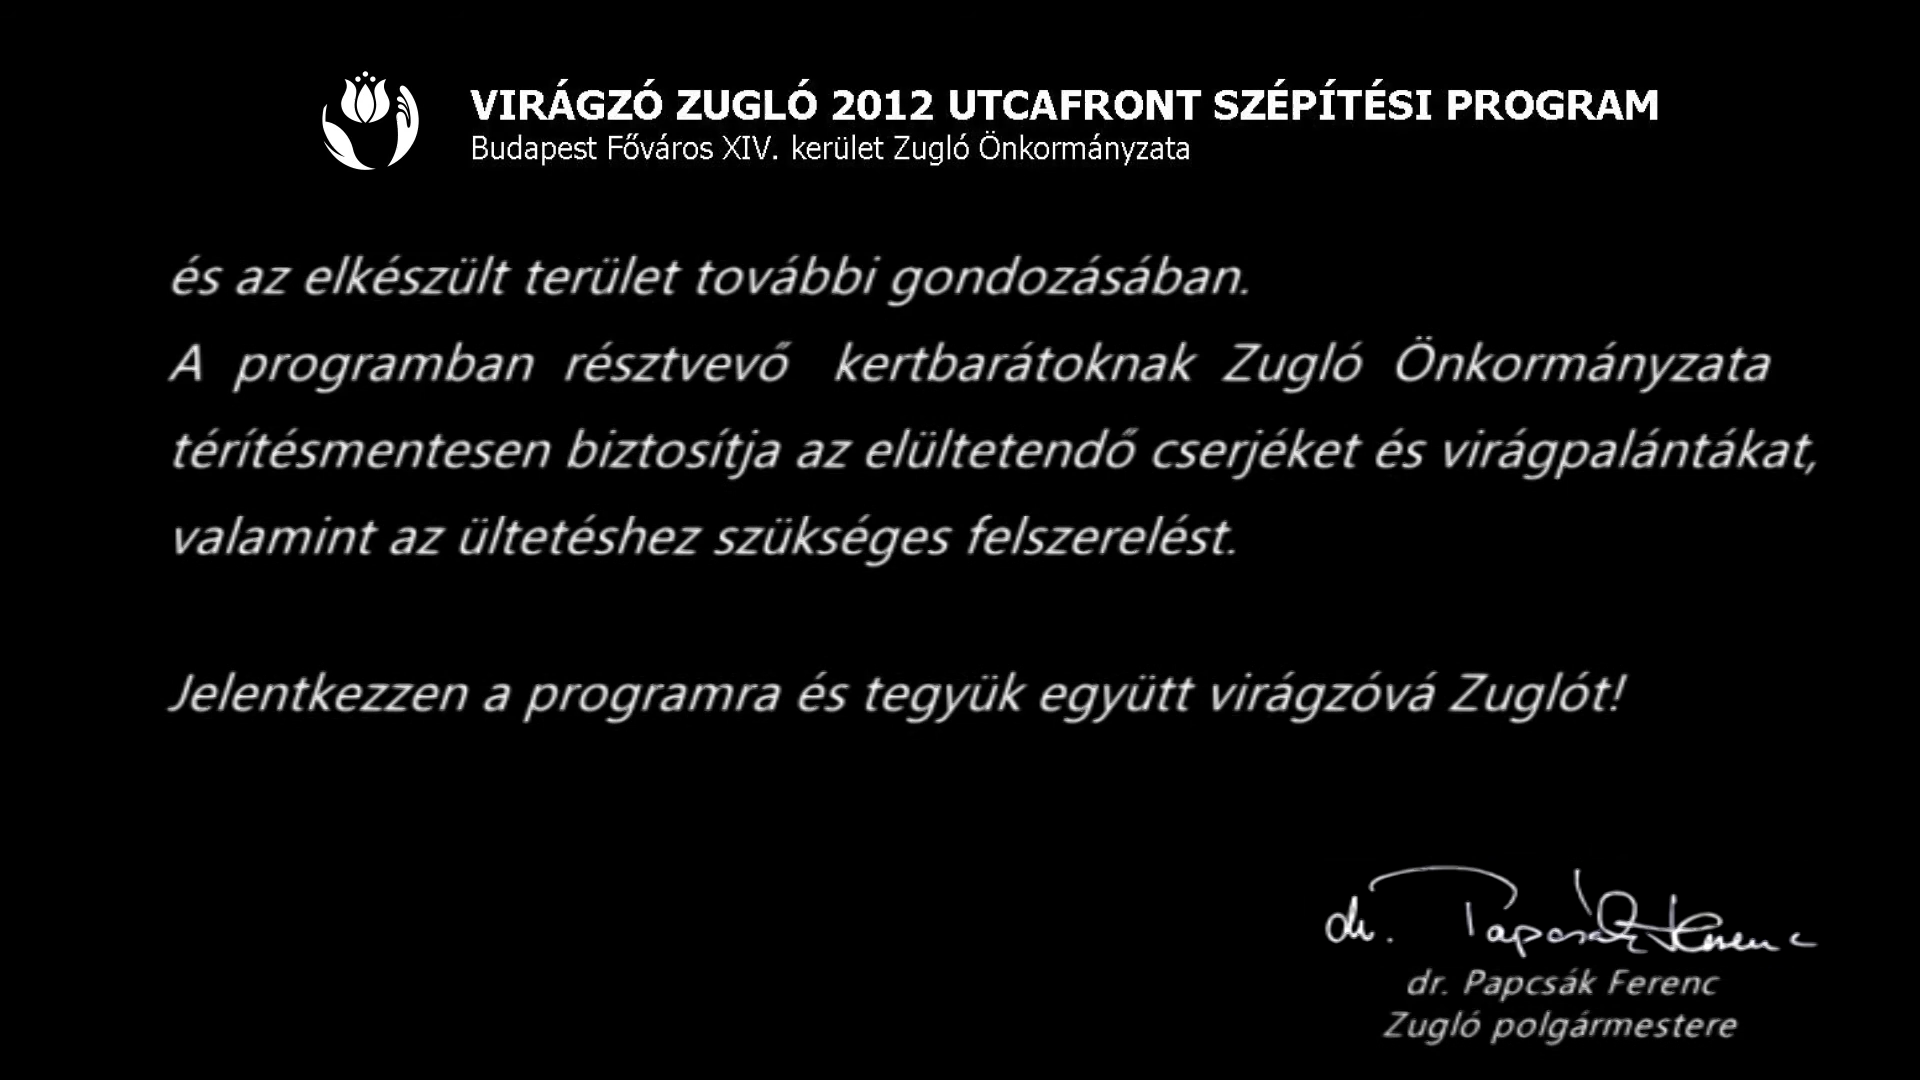 VIRÁGZÓ ZUGLÓ 2012 UTCAFRONT SZÉPÍTÉSI PROGRAM
Budapest Főváros XIV. kerület Zugló Önkormányzata
és az elkészült terület további gondozásában.
A programban résztvevő kertbarátoknak Zugló Önkormányzata
térítésmentesen biztosítja az elültetendő cserjéket és virágpalántákat,
valamint az ültetéshez szükséges felszerelést.
Jelentkezzen a programra és tegyük együtt virágzóvá Zuglót!
dr. Papcsák Ferenc
dr. Papcsák Ferenc
Zugló polgármestere